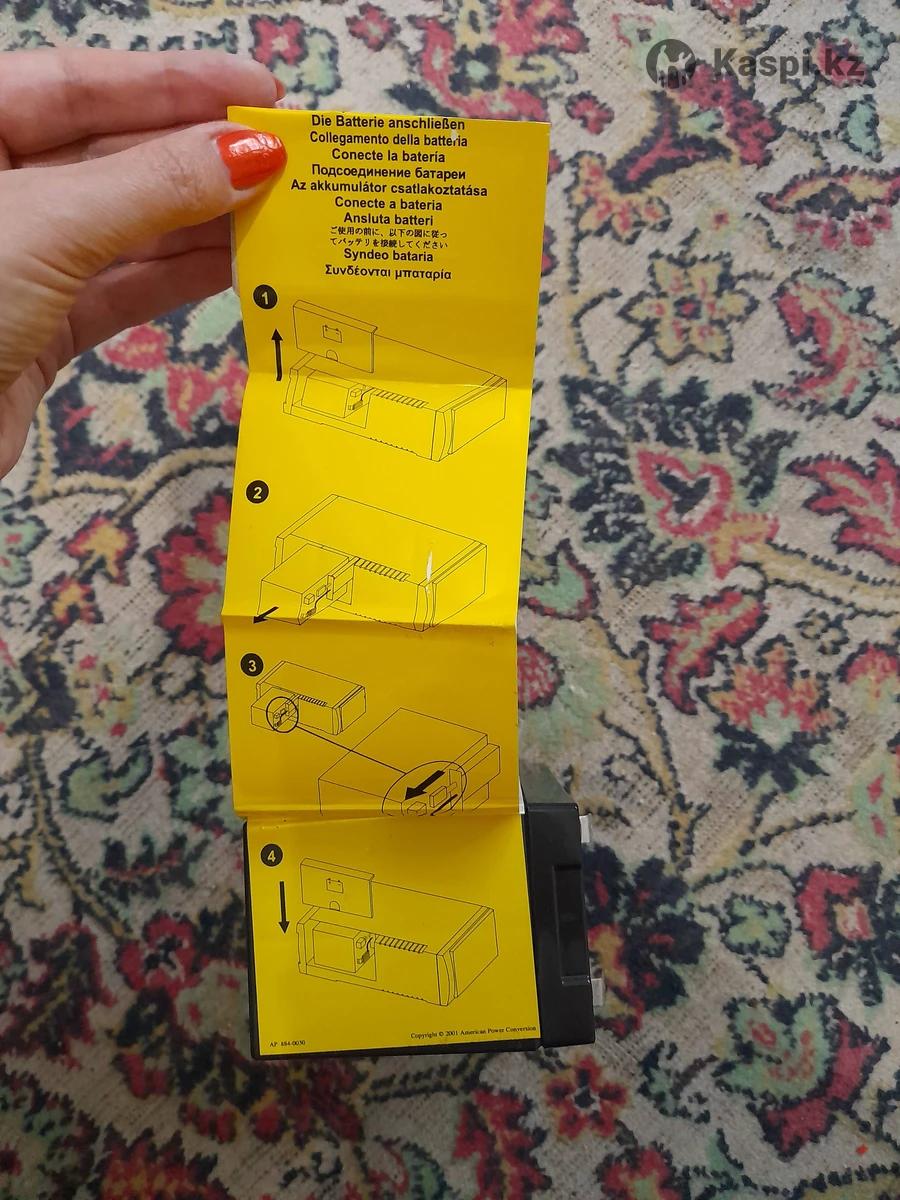 Kaspi.kz
Die Batterie anschließen
Collegamento della batteria
Conecte la batería
Подсоединение батареи
Az akkumulátor csatlakoztatása
Conecte a bateria
Ansluta batteri
ご使用の前に、以下の図に従っ
てバッテリを接続してください
Syndeo bataria
Συνδέονται μπαταρία
1
2
3
4
Copyright © 2001 American Power Conversion
AP 884-0030